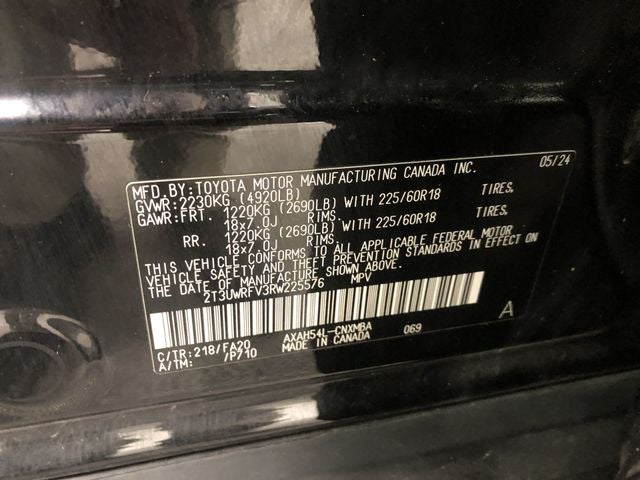 MFD. BY: TOYOTA MOTOR MANUFACTURING CANADA INC. 05/24
GVWR: 2230KG (4920LB)
GAWR: FRT. 1220KG (2690LB) WITH 225/60R18 TIRES.
18x7.0J RIMS.
RR. 1220KG (2690LB) WITH 225/60R18 TIRES.
18x7.0J RIMS.
THIS VEHICLE CONFORMS TO ALL APPLICABLE FEDERAL MOTOR
VEHICLE SAFETY AND THEFT PREVENTION STANDARDS IN EFFECT ON
THE DATE OF MANUFACTURE SHOWN ABOVE.
2T3UWRFV3RW225576 MPV
A
C/TR: 218/FA20 AXAH54L-CNXMBA 069
A/TM: /P710 MADE IN CANADA